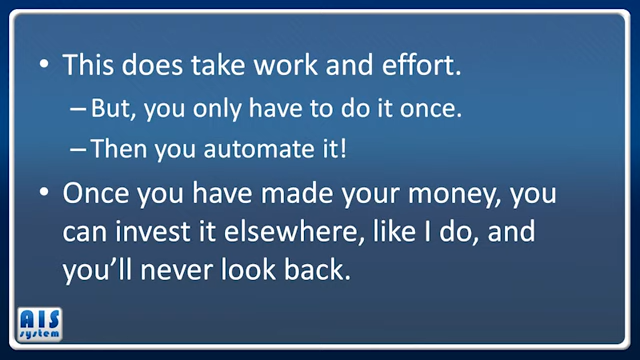 • This does take work and effort.
– But, you only have to do it once.
– Then you automate it!
• Once you have made your money, you
can invest it elsewhere, like I do, and
you'll never look back.
AIS
system